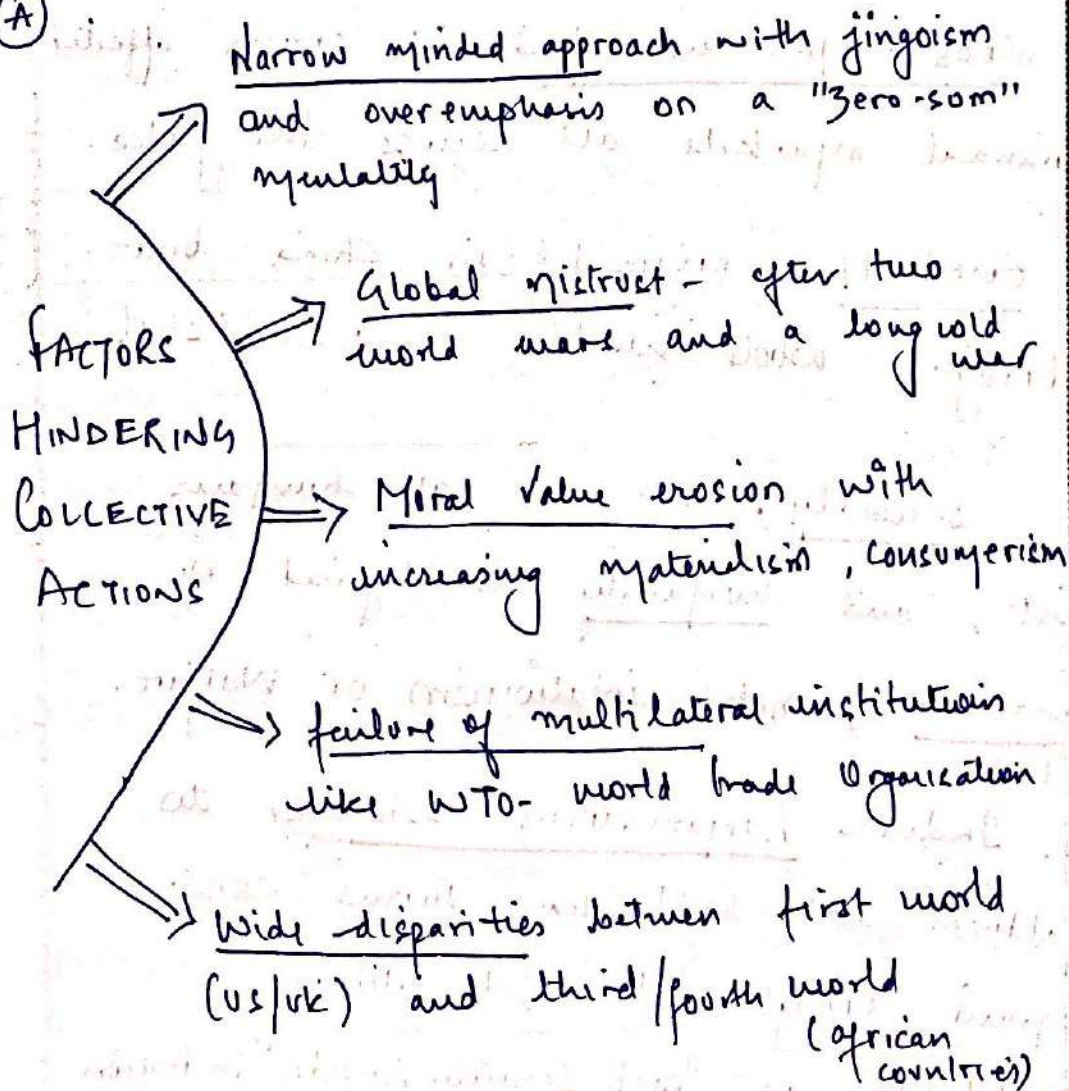 A
Narrow minded approach with jingoism
and overemphasis on a "zero-som"
mentality
Global mistrust - after two
world wars and a long cold
war
FACTORS
HINDERING
COLLECTIVE
ACTIONS
Moral Value erosion with
increasing materialism, consumerism
failure of multilateral institutions
like WTO- world trade Organisation
Wide disparities between first world
(US/UK) and third/fourth world
(african
countries)